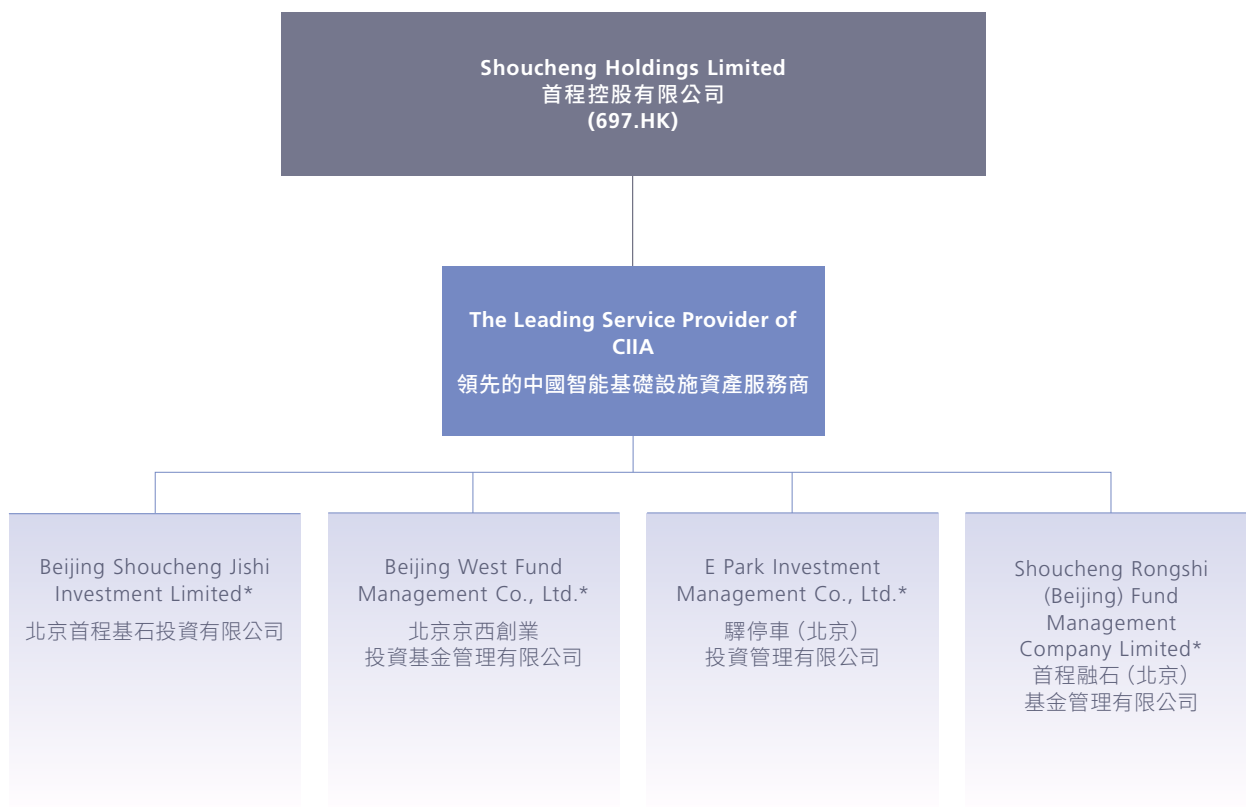 Shoucheng Holdings Limited
首程控股有限公司
(697.HK)
The Leading Service Provider of
CIIA
領先的中國智能基礎設施資產服務商
Beijing Shoucheng Jishi
Investment Limited*
北京首程基石投資有限公司
Beijing West Fund
Management Co., Ltd.*
北京京西創業
投資基金管理有限公司
E Park Investment
Management Co., Ltd.*
驛停車（北京）
投資管理有限公司
Shoucheng Rongshi
(Beijing) Fund
Management
Company Limited*
首程融石（北京）
基金管理有限公司